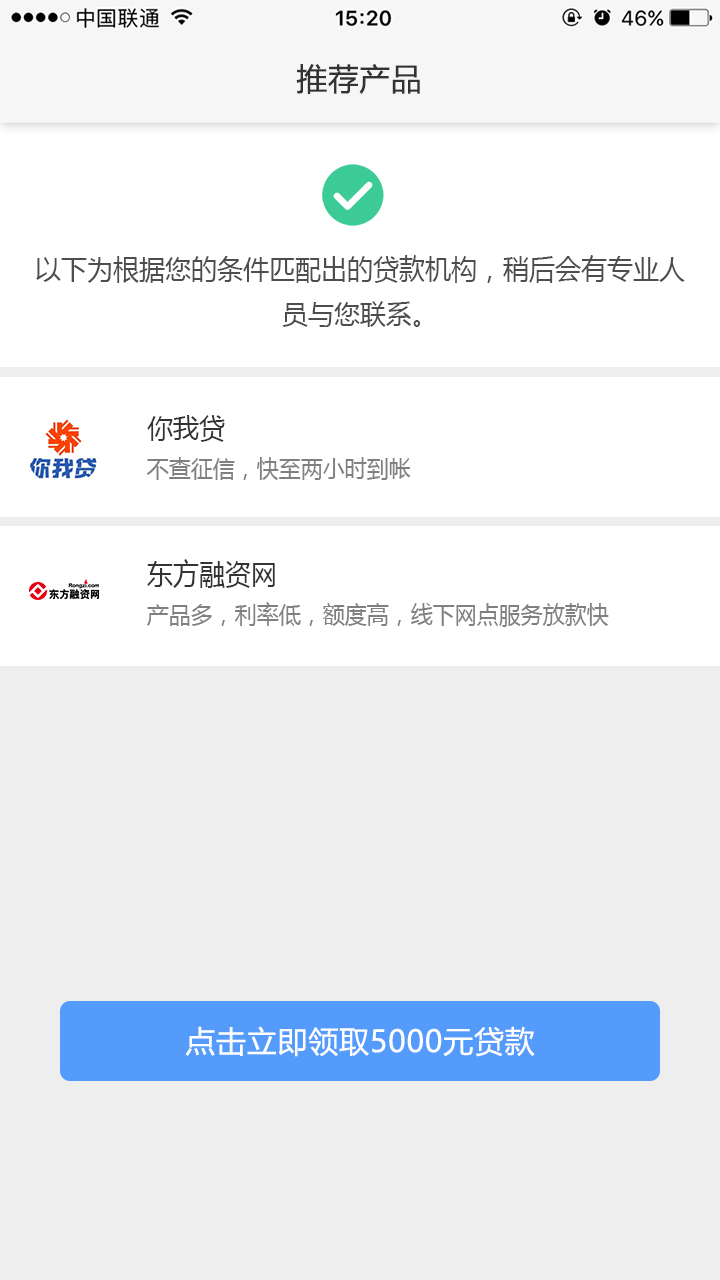 中国联通 15:20 46%
推荐产品
以下为根据您的条件匹配出的贷款机构，稍后会有专业人
员与您联系。
你我贷
你我贷
不查征信，快至两小时到帐
Rongzi.com
东方融资网
东方融资网
产品多，利率低，额度高，线下网点服务放款快
点击立即领取5000元贷款